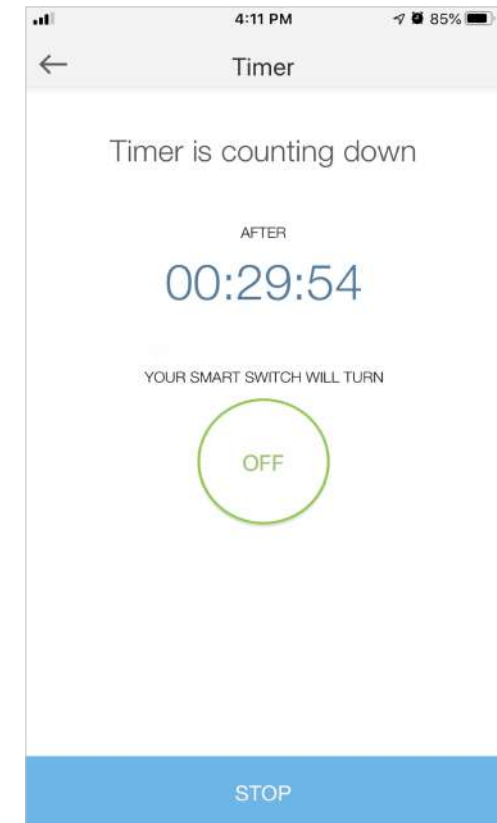 4:11 PM 85%
Timer
Timer is counting down
AFTER
00:29:54
YOUR SMART SWITCH WILL TURN
OFF
STOP